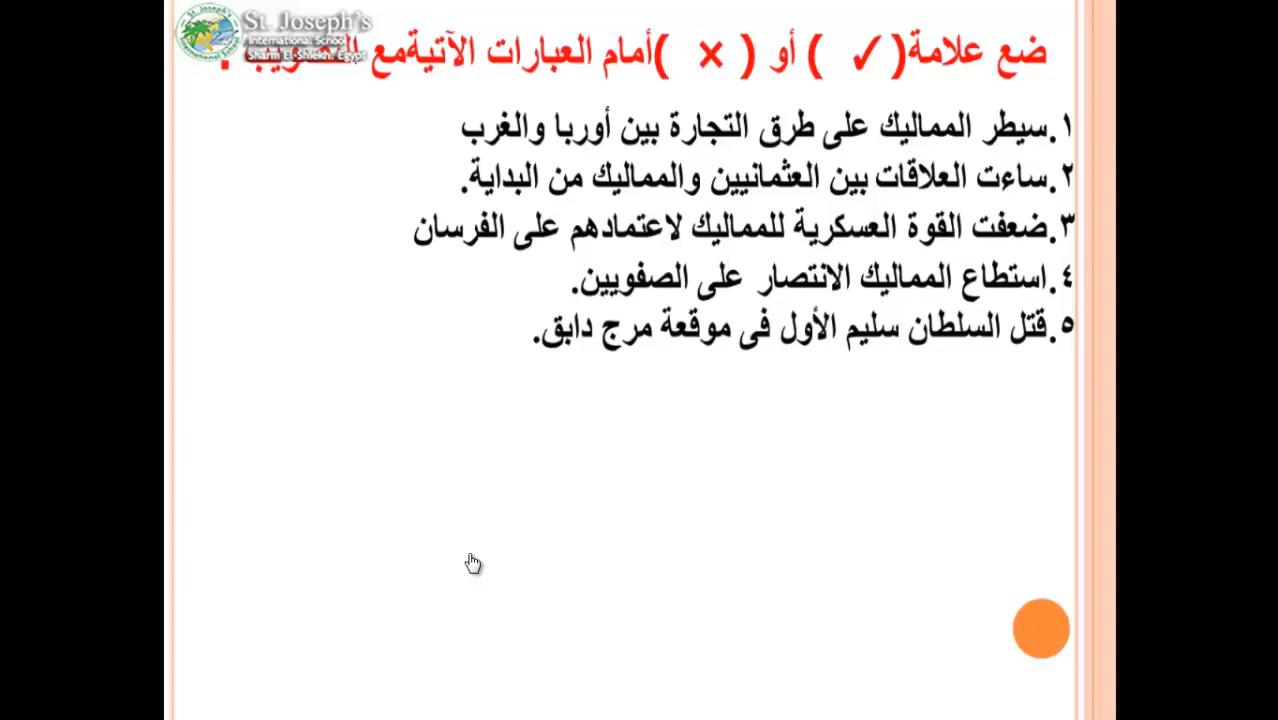 St. Joseph's
International School
Sharm El-Shiekh, Egypt
ضع علامة( ✓ ) أو ( × )أمام العبارات الآتيةمع التصويب :
١.سيطر المماليك على طرق التجارة بين أوربا والغرب
٢.ساءت العلاقات بين العثمانيين والمماليك من البداية.
٣.ضعفت القوة العسكرية للمماليك لاعتمادهم على الفرسان
٤.استطاع المماليك الانتصار على الصفويين.
٥.قتل السلطان سليم الأول فى موقعة مرج دابق.